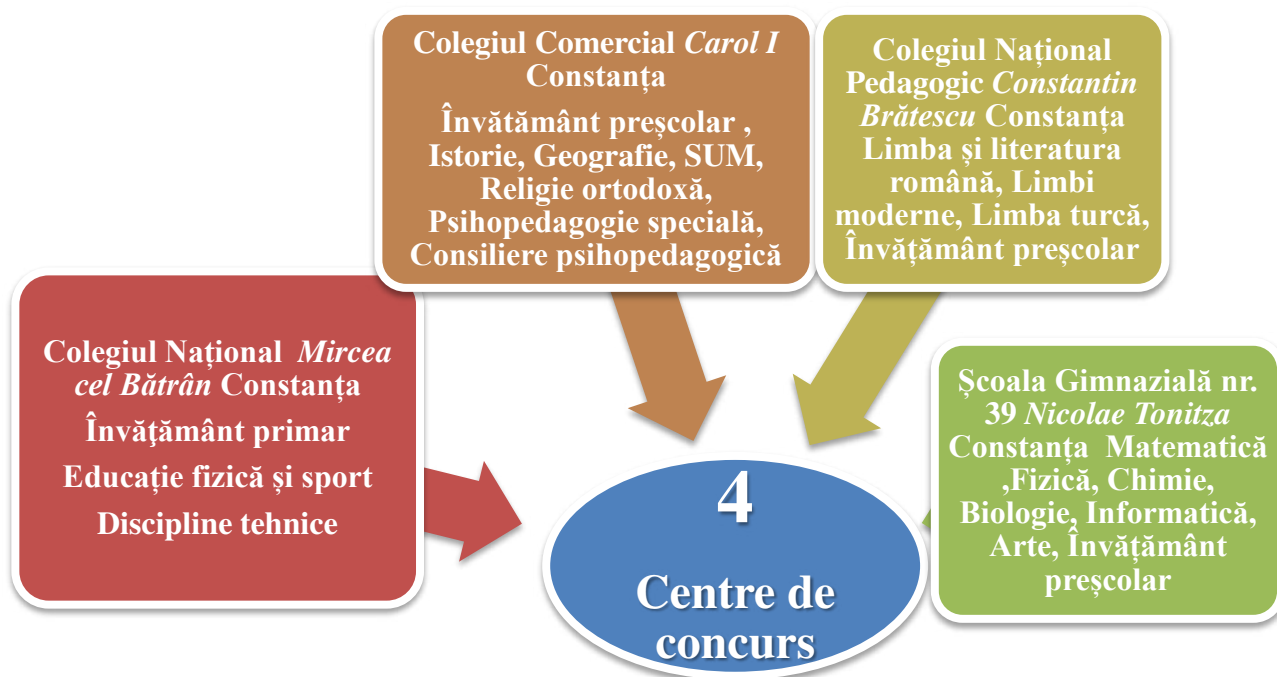 Colegiul Comercial Carol I
Constanța
Învătământ preșcolar ,
Istorie, Geografie, SUM,
Religie ortodoxă,
Psihopedagogie specială,
Consiliere psihopedagogică
Colegiul Național
Pedagogic Constantin
Brătescu Constanța
Limba și literatura
română, Limbi
moderne, Limba turcă,
Învățământ preșcolar
Colegiul Național Mircea
cel Bătrân Constanța
Învăţământ primar
Educație fizică și sport
Discipline tehnice
Școala Gimnazială nr.
39 Nicolae Tonitza
Constanța Matematică
,Fizică, Chimie,
Biologie, Informatică,
Arte, Învățământ
preșcolar
4
Centre de
concurs